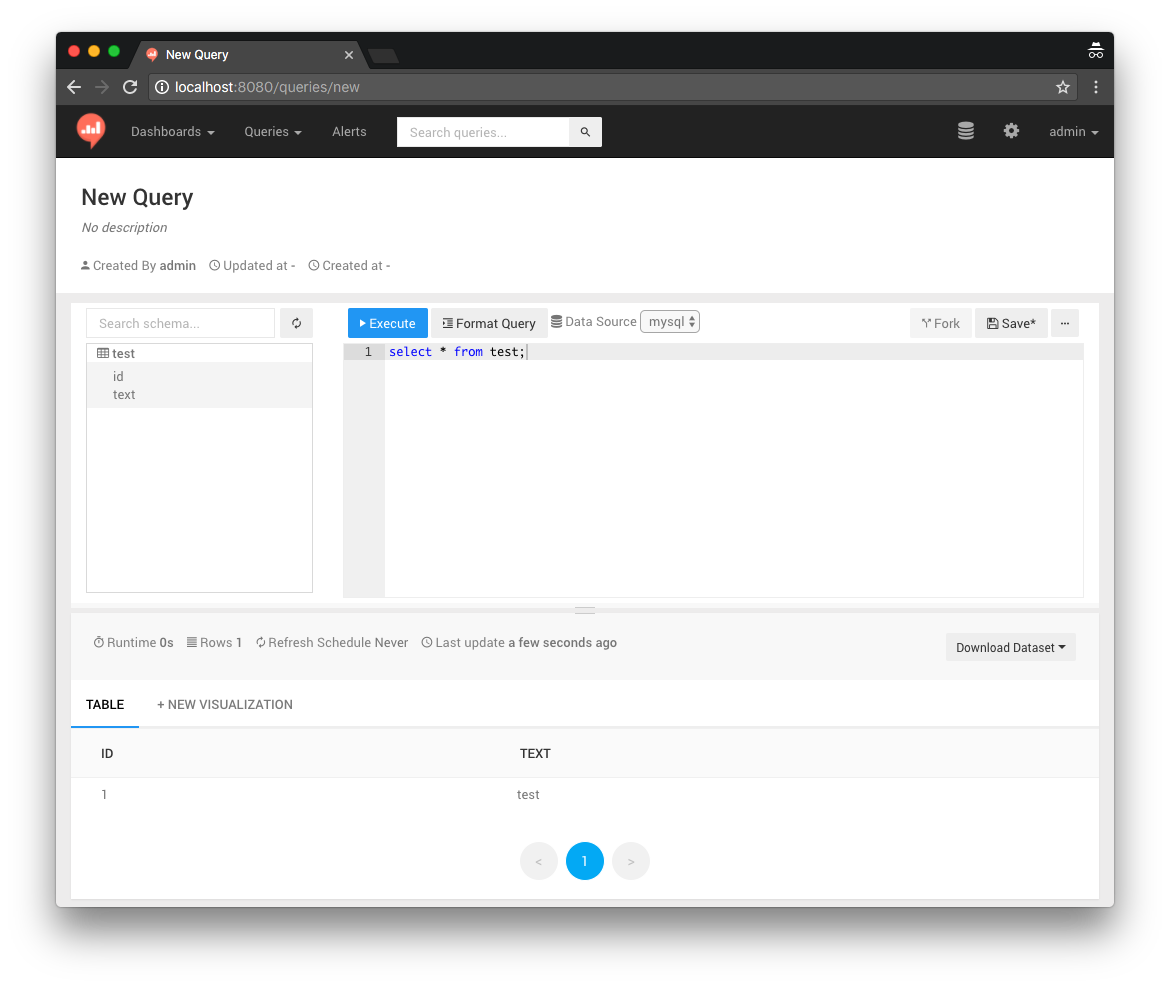 New Query
localhost:8080/queries/new
Dashboards Queries Alerts Search queries... admin
New Query
No description
Created By admin Updated at - Created at -
Search schema... Execute Format Query Data Source mysql Fork Save* ...
test
id
text
1 select * from test;
Runtime 0s Rows 1 Refresh Schedule Never Last update a few seconds ago Download Dataset
TABLE + NEW VISUALIZATION
ID TEXT
1 test
< 1 >